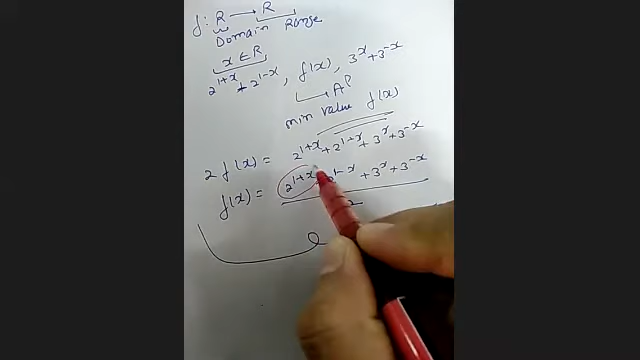 f: R → R
Domain Range
x ∈ R
2^{1+x} + 2^{1-x}, f(x), 3^x + 3^{-x}
→ AP
min value f(x)
2 f(x) = 2^{1+x} + 2^{1-x} + 3^x + 3^{-x}
f(x) = 2^{1+x} 2^{1-x} + 3^x + 3^{-x}
2